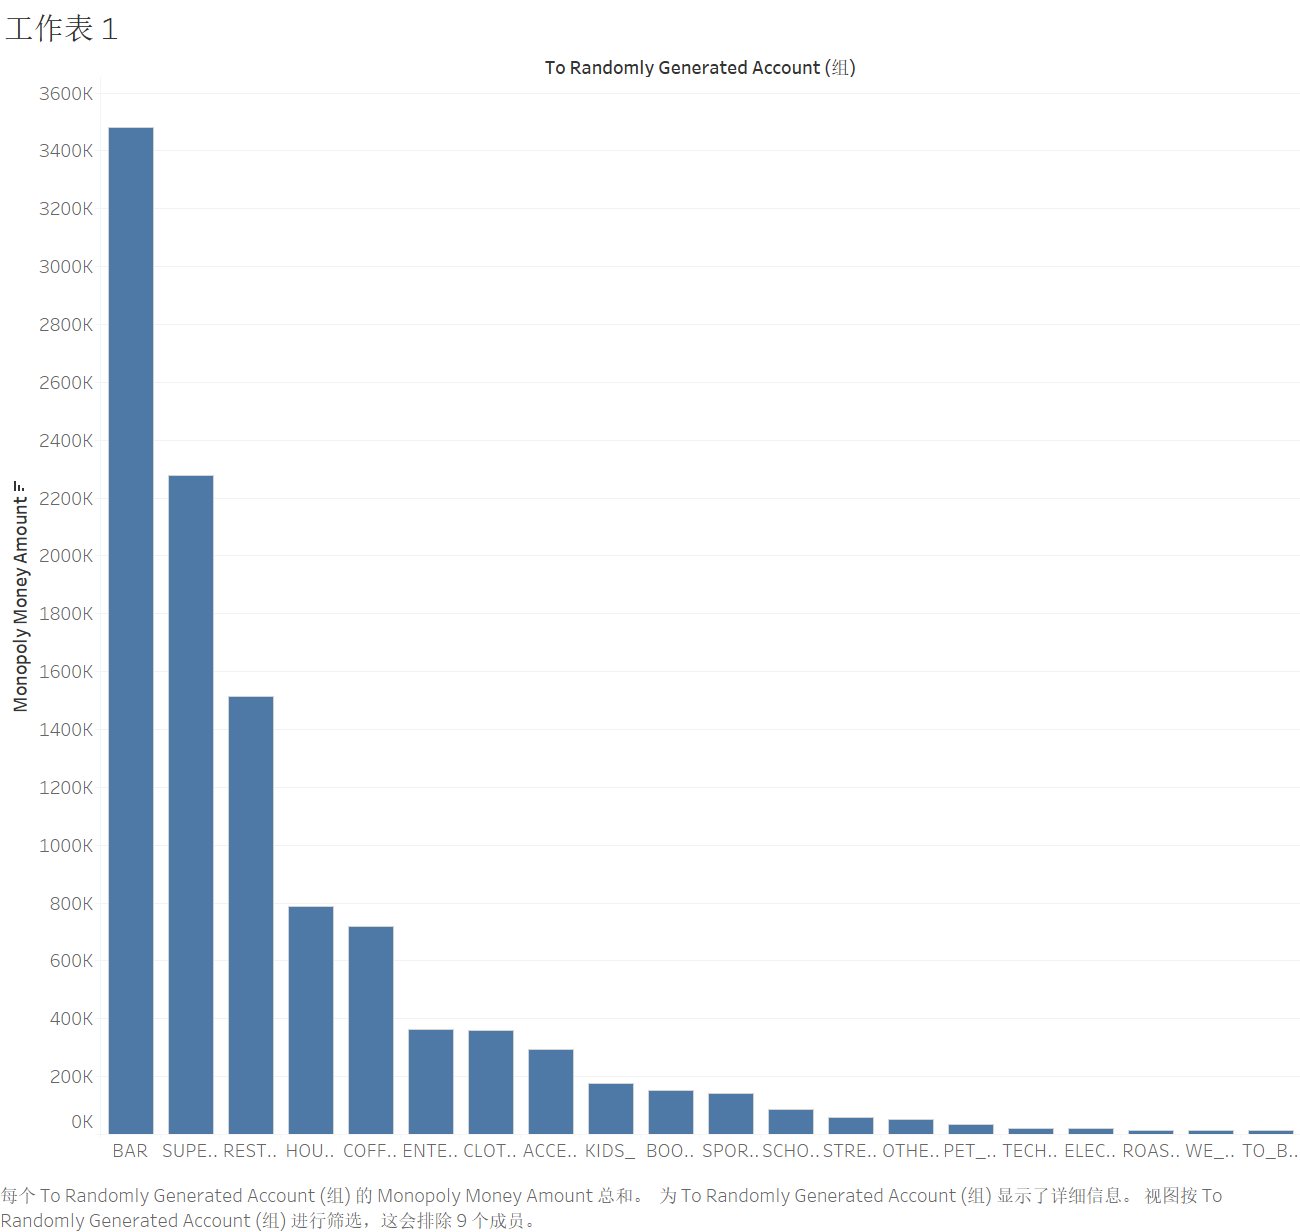 工作表 1
To Randomly Generated Account (组)
3600K
3400K
3200K
3000K
2800K
2600K
2400K
2200K
2000K
1800K
1600K
1400K
1200K
1000K
800K
600K
400K
200K
0K
Monopoly Money Amount
BAR SUPE.. REST.. HOU.. COFF.. ENTE.. CLOT.. ACCE.. KIDS_ BOO.. SPOR.. SCHO.. STRE.. OTHE.. PET_.. TECH.. ELEC.. ROAS.. WE_.. TO_B..
每个 To Randomly Generated Account (组) 的 Monopoly Money Amount 总和。 为 To Randomly Generated Account (组) 显示了详细信息。 视图按 To
Randomly Generated Account (组) 进行筛选，这会排除 9 个成员。